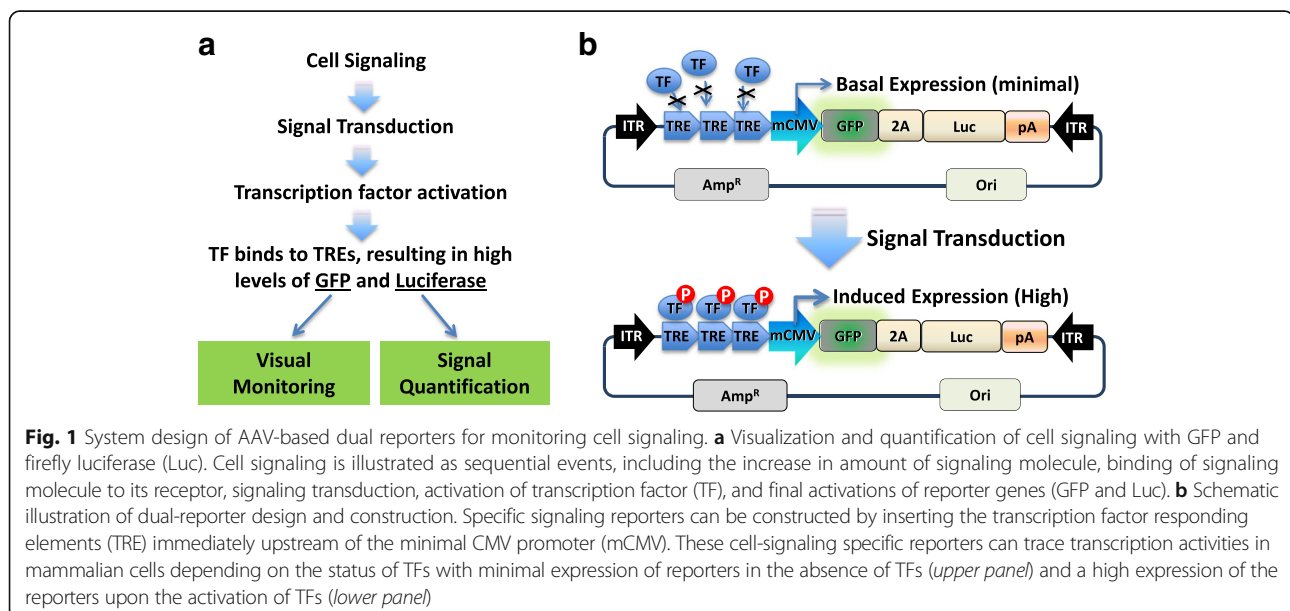 a
Cell Signaling
Signal Transduction
Transcription factor activation
TF binds to TREs, resulting in high
levels of GFP and Luciferase
Visual
Monitoring
Signal
Quantification
b
TF TF TF
Basal Expression (minimal)
ITR TRE TRE TRE mCMV GFP 2A Luc pA ITR
Amp^R Ori
Signal Transduction
P P P
TF TF TF
Induced Expression (High)
ITR TRE TRE TRE mCMV GFP 2A Luc pA ITR
Amp^R Ori
Fig. 1 System design of AAV-based dual reporters for monitoring cell signaling. a Visualization and quantification of cell signaling with GFP and
firefly luciferase (Luc). Cell signaling is illustrated as sequential events, including the increase in amount of signaling molecule, binding of signaling
molecule to its receptor, signaling transduction, activation of transcription factor (TF), and final activations of reporter genes (GFP and Luc). b Schematic
illustration of dual-reporter design and construction. Specific signaling reporters can be constructed by inserting the transcription factor responding
elements (TRE) immediately upstream of the minimal CMV promoter (mCMV). These cell-signaling specific reporters can trace transcription activities in
mammalian cells depending on the status of TFs with minimal expression of reporters in the absence of TFs (upper panel) and a high expression of the
reporters upon the activation of TFs (lower panel)